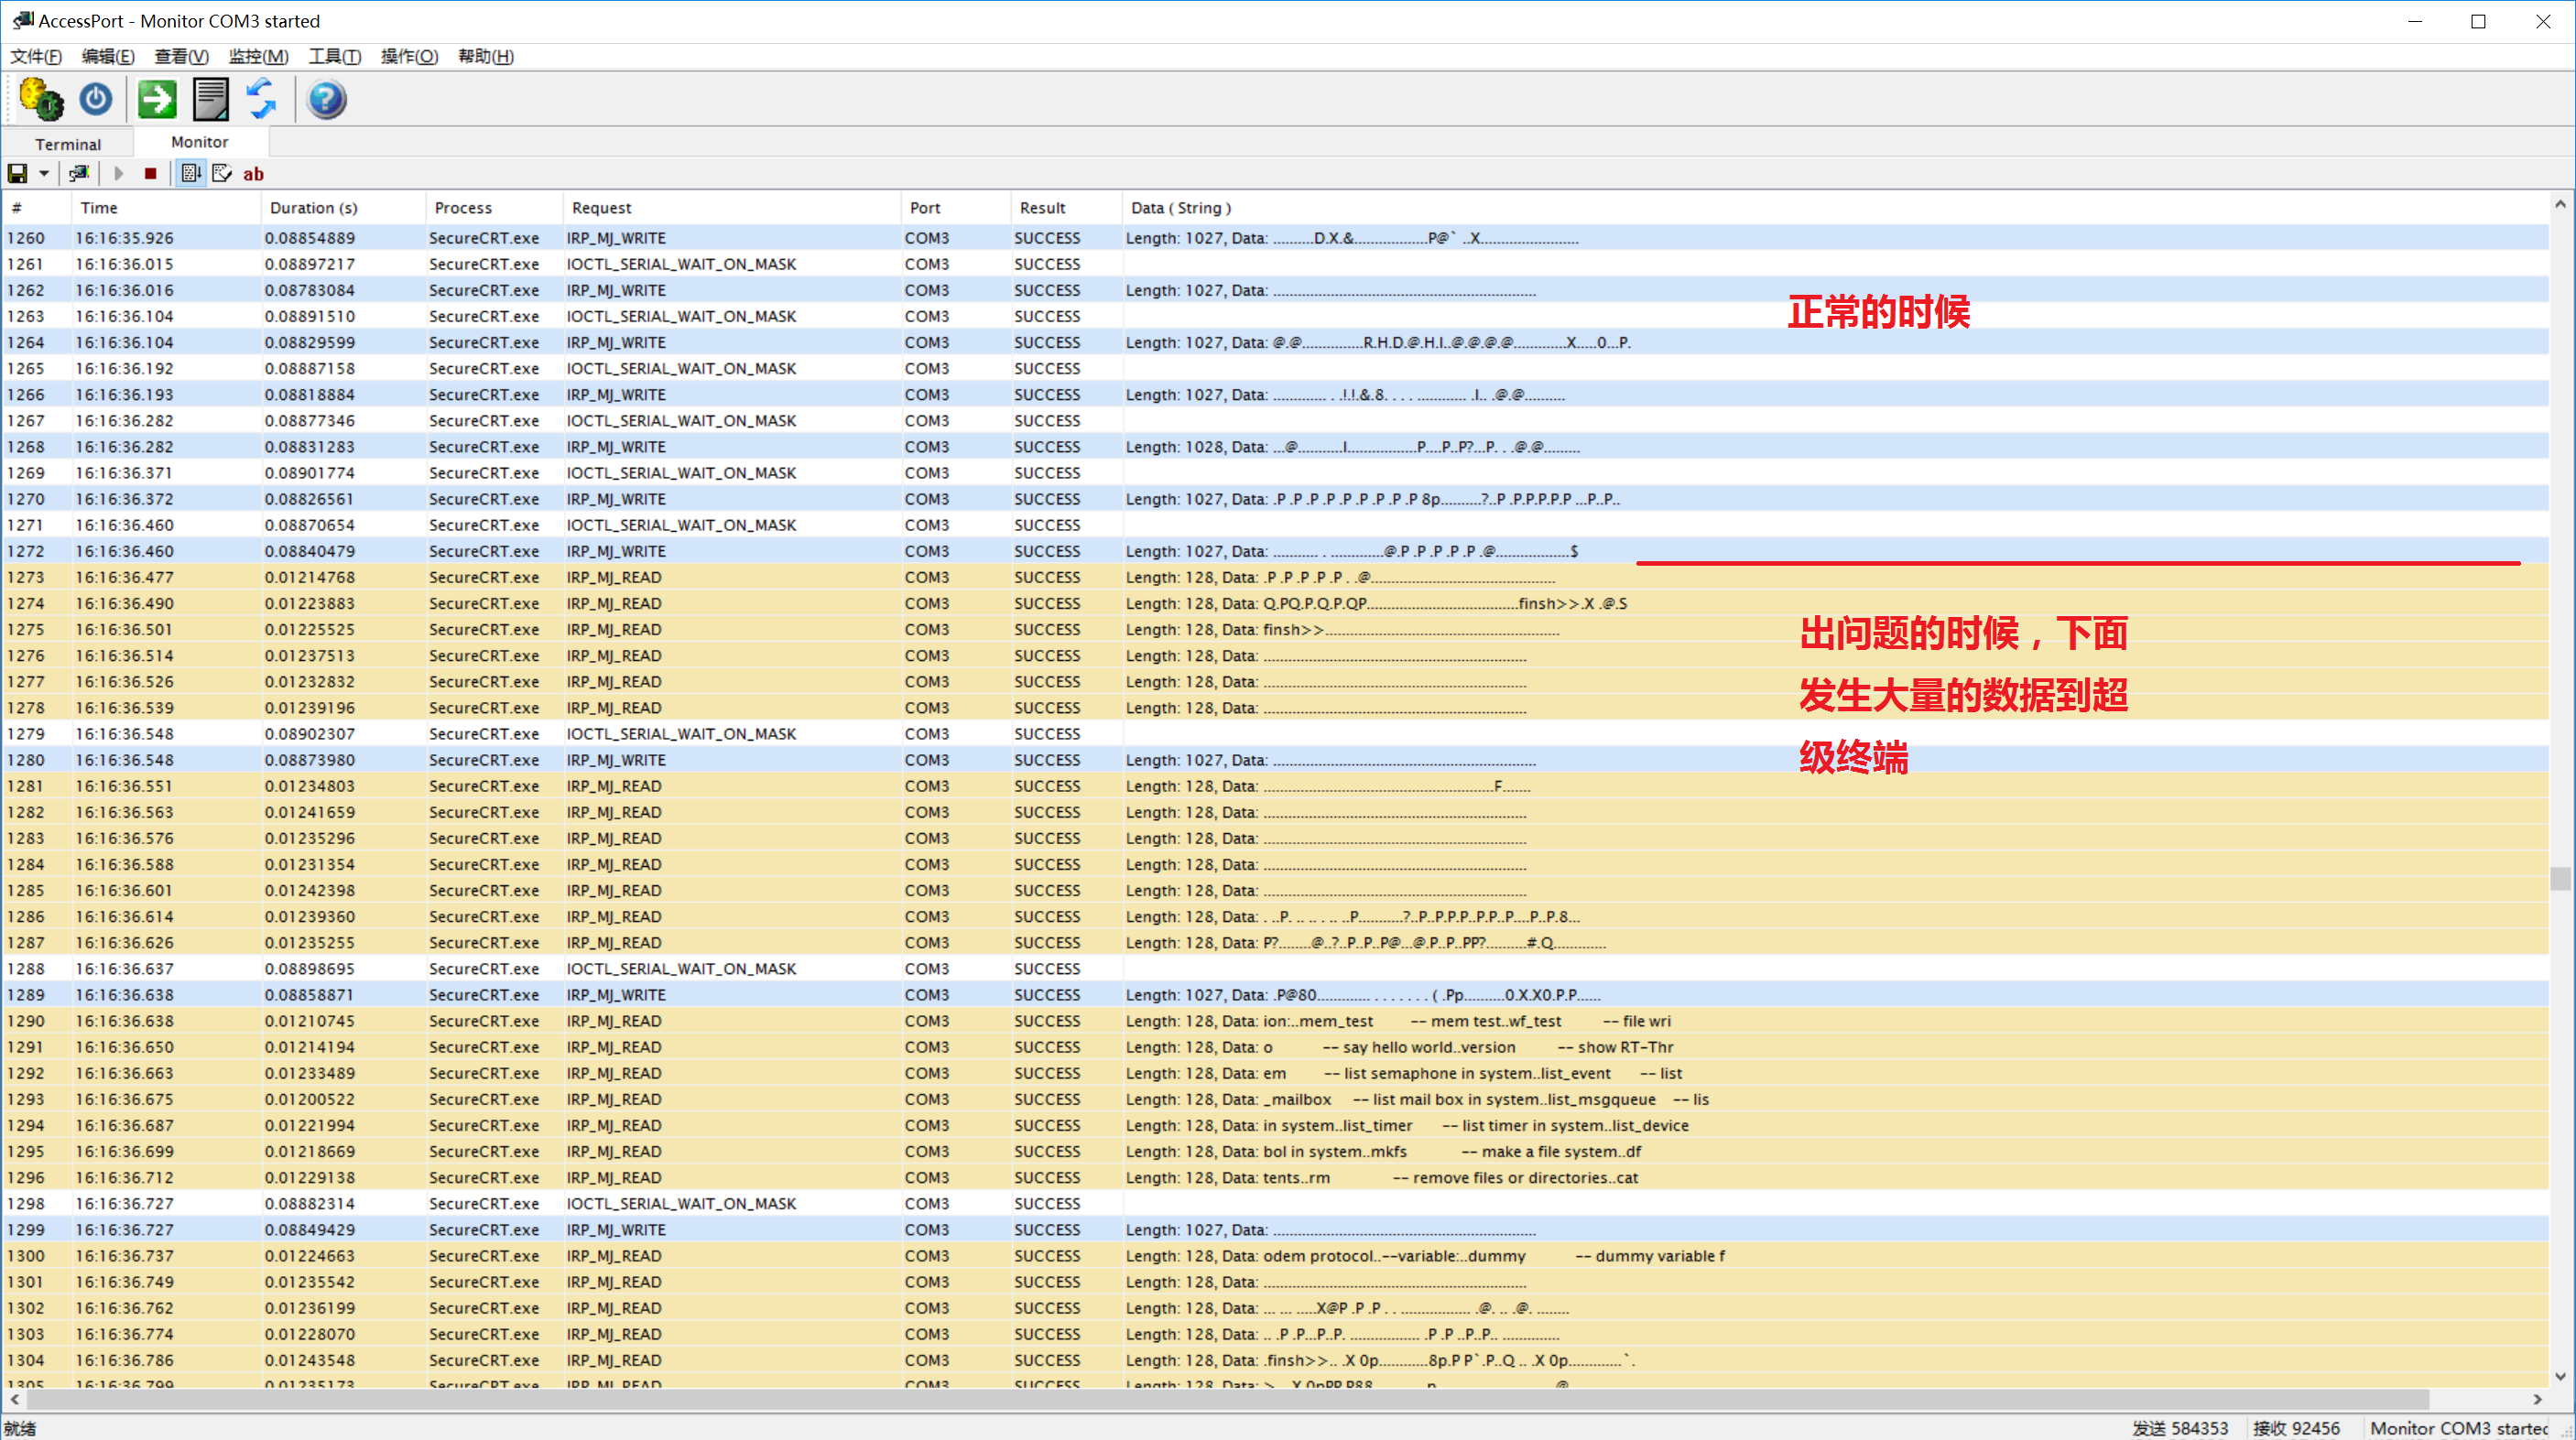 AccessPort - Monitor COM3 started
文件(F) 编辑(E) 查看(V) 监控(M) 工具(T) 操作(O) 帮助(H)
Terminal Monitor
ab
# Time Duration (s) Process Request Port Result Data ( String )
1260 16:16:35.926 0.08854889 SecureCRT.exe IRP_MJ_WRITE COM3 SUCCESS Length: 1027, Data: ..........D.X.&..................P@` ..X........................
1261 16:16:36.015 0.08897217 SecureCRT.exe IOCTL_SERIAL_WAIT_ON_MASK COM3 SUCCESS
1262 16:16:36.016 0.08783084 SecureCRT.exe IRP_MJ_WRITE COM3 SUCCESS Length: 1027, Data: ................................................................
1263 16:16:36.104 0.08891510 SecureCRT.exe IOCTL_SERIAL_WAIT_ON_MASK COM3 SUCCESS
正常的时候
1264 16:16:36.104 0.08829599 SecureCRT.exe IRP_MJ_WRITE COM3 SUCCESS Length: 1027, Data: @.@...............R.H.D.@.H.I..@.@.@.@.............X.....0...P.
1265 16:16:36.192 0.08887158 SecureCRT.exe IOCTL_SERIAL_WAIT_ON_MASK COM3 SUCCESS
1266 16:16:36.193 0.08818884 SecureCRT.exe IRP_MJ_WRITE COM3 SUCCESS Length: 1027, Data: ............. . .!.!.&.8. . . . ............ .I.. .@.@..........
1267 16:16:36.282 0.08877346 SecureCRT.exe IOCTL_SERIAL_WAIT_ON_MASK COM3 SUCCESS
1268 16:16:36.282 0.08831283 SecureCRT.exe IRP_MJ_WRITE COM3 SUCCESS Length: 1028, Data: ...@...........I.................P....P..P?...P. . .@.@.........
1269 16:16:36.371 0.08901774 SecureCRT.exe IOCTL_SERIAL_WAIT_ON_MASK COM3 SUCCESS
1270 16:16:36.372 0.08826561 SecureCRT.exe IRP_MJ_WRITE COM3 SUCCESS Length: 1027, Data: .P .P .P .P .P .P .P .P .P 8p..........?..P .P.P.P.P.P ...P..P..
1271 16:16:36.460 0.08870654 SecureCRT.exe IOCTL_SERIAL_WAIT_ON_MASK COM3 SUCCESS
1272 16:16:36.460 0.08840479 SecureCRT.exe IRP_MJ_WRITE COM3 SUCCESS Length: 1027, Data: ........... . .............@.P .P .P .P .P .@..................$
1273 16:16:36.477 0.01214768 SecureCRT.exe IRP_MJ_READ COM3 SUCCESS Length: 128, Data: .P .P .P .P .P . .@.............................................
1274 16:16:36.490 0.01223883 SecureCRT.exe IRP_MJ_READ COM3 SUCCESS Length: 128, Data: Q.PQ.P.Q.P.QP.....................................finsh>>.X .@.S
1275 16:16:36.501 0.01225525 SecureCRT.exe IRP_MJ_READ COM3 SUCCESS Length: 128, Data: finsh>>.........................................................
出问题的时候，下面
1276 16:16:36.514 0.01237513 SecureCRT.exe IRP_MJ_READ COM3 SUCCESS Length: 128, Data: ................................................................
1277 16:16:36.526 0.01232832 SecureCRT.exe IRP_MJ_READ COM3 SUCCESS Length: 128, Data: ................................................................
发生大量的数据到超
1278 16:16:36.539 0.01239196 SecureCRT.exe IRP_MJ_READ COM3 SUCCESS Length: 128, Data: ................................................................
1279 16:16:36.548 0.08902307 SecureCRT.exe IOCTL_SERIAL_WAIT_ON_MASK COM3 SUCCESS
级终端
1280 16:16:36.548 0.08873980 SecureCRT.exe IRP_MJ_WRITE COM3 SUCCESS Length: 1027, Data: ................................................................
1281 16:16:36.551 0.01234803 SecureCRT.exe IRP_MJ_READ COM3 SUCCESS Length: 128, Data: ........................................................F.......
1282 16:16:36.563 0.01241659 SecureCRT.exe IRP_MJ_READ COM3 SUCCESS Length: 128, Data: ................................................................
1283 16:16:36.576 0.01235296 SecureCRT.exe IRP_MJ_READ COM3 SUCCESS Length: 128, Data: ................................................................
1284 16:16:36.588 0.01231354 SecureCRT.exe IRP_MJ_READ COM3 SUCCESS Length: 128, Data: ................................................................
1285 16:16:36.601 0.01242398 SecureCRT.exe IRP_MJ_READ COM3 SUCCESS Length: 128, Data: ................................................................
1286 16:16:36.614 0.01239360 SecureCRT.exe IRP_MJ_READ COM3 SUCCESS Length: 128, Data: . ..P. .. .. . .. ..P...........?..P..P.P.P..P.P..P....P..P.8...
1287 16:16:36.626 0.01235255 SecureCRT.exe IRP_MJ_READ COM3 SUCCESS Length: 128, Data: P?........@..?..P..P..P@...@.P..P..PP?..........#.Q.............
1288 16:16:36.637 0.08898695 SecureCRT.exe IOCTL_SERIAL_WAIT_ON_MASK COM3 SUCCESS
1289 16:16:36.638 0.08858871 SecureCRT.exe IRP_MJ_WRITE COM3 SUCCESS Length: 1027, Data: .P@80............. . . . . . . . ( .Pp..........0.X.X0.P.P......
1290 16:16:36.638 0.01210745 SecureCRT.exe IRP_MJ_READ COM3 SUCCESS Length: 128, Data: ion:..mem_test -- mem test..wf_test -- file wri
1291 16:16:36.650 0.01214194 SecureCRT.exe IRP_MJ_READ COM3 SUCCESS Length: 128, Data: o -- say hello world..version -- show RT-Thr
1292 16:16:36.663 0.01233489 SecureCRT.exe IRP_MJ_READ COM3 SUCCESS Length: 128, Data: em -- list semaphone in system..list_event -- list
1293 16:16:36.675 0.01200522 SecureCRT.exe IRP_MJ_READ COM3 SUCCESS Length: 128, Data: _mailbox -- list mail box in system..list_msgqueue -- lis
1294 16:16:36.687 0.01221994 SecureCRT.exe IRP_MJ_READ COM3 SUCCESS Length: 128, Data: in system..list_timer -- list timer in system..list_device
1295 16:16:36.699 0.01218669 SecureCRT.exe IRP_MJ_READ COM3 SUCCESS Length: 128, Data: bol in system..mkfs -- make a file system..df
1296 16:16:36.712 0.01229138 SecureCRT.exe IRP_MJ_READ COM3 SUCCESS Length: 128, Data: tents..rm -- remove files or directories..cat
1298 16:16:36.727 0.08882314 SecureCRT.exe IOCTL_SERIAL_WAIT_ON_MASK COM3 SUCCESS
1299 16:16:36.727 0.08849429 SecureCRT.exe IRP_MJ_WRITE COM3 SUCCESS Length: 1027, Data: ................................................................
1300 16:16:36.737 0.01224663 SecureCRT.exe IRP_MJ_READ COM3 SUCCESS Length: 128, Data: odem protocol..--variable:..dummy -- dummy variable f
1301 16:16:36.749 0.01235542 SecureCRT.exe IRP_MJ_READ COM3 SUCCESS Length: 128, Data: ................................................................
1302 16:16:36.762 0.01236199 SecureCRT.exe IRP_MJ_READ COM3 SUCCESS Length: 128, Data: ... ... .....X@P .P .P . . ................. .@. .. .@. ........
1303 16:16:36.774 0.01228070 SecureCRT.exe IRP_MJ_READ COM3 SUCCESS Length: 128, Data: .. .P .P...P..P. ................. .P .P ..P..P.. ..............
1304 16:16:36.786 0.01243548 SecureCRT.exe IRP_MJ_READ COM3 SUCCESS Length: 128, Data: .finsh>>.. .X 0p............8p.P P`.P..Q .. .X 0p.............`.
1305 16:16:36.799 0.01235173 SecureCRT.exe IRP_MJ_READ COM3 SUCCESS Length: 128, Data:
就绪 发送 584353 接收 92456 Monitor COM3 started